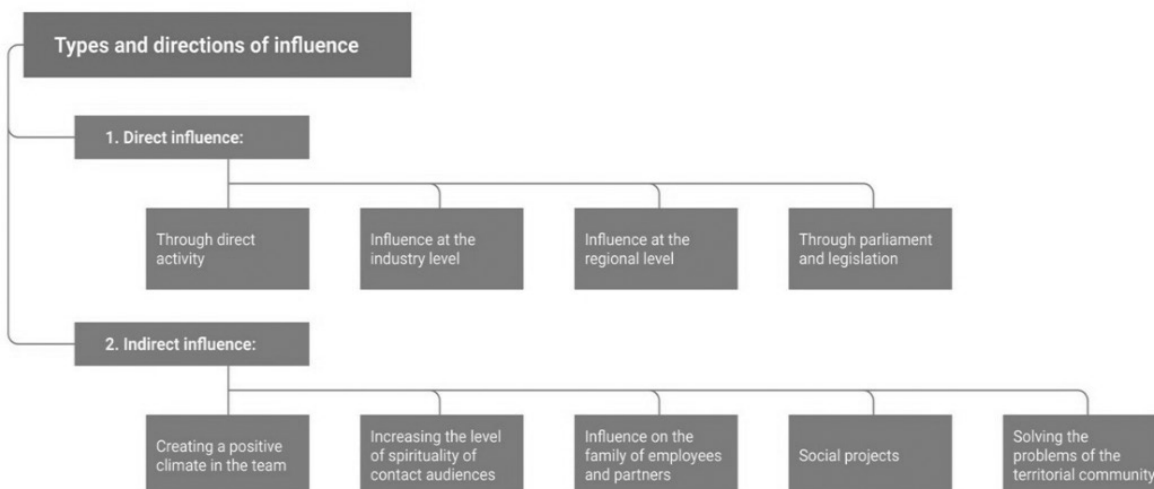 Types and directions of influence
1. Direct influence:
Through direct
activity
Influence at the
industry level
Influence at the
regional level
Through parliament
and legislation
2. Indirect influence:
Creating a positive
climate in the team
Increasing the level
of spirituality of
contact audiences
Influence on the
family of employees
and partners
Social projects
Solving the
problems of the
territorial community